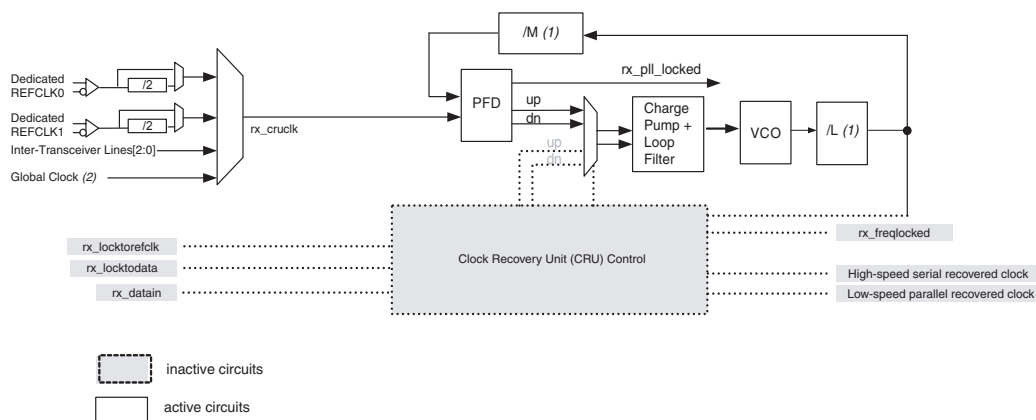 /M (1)
Dedicated
REFCLK0
/2
rx_pll_locked
PFD
up
dn
Charge
Pump +
Loop
Filter
VCO
/L (1)
Dedicated
REFCLK1
/2
rx_cruclk
Inter-Transceiver Lines[2:0]
up
dn
Global Clock (2)
rx_locktorefclk
rx_locktodata
rx_datain
Clock Recovery Unit (CRU) Control
rx_freqlocked
High-speed serial recovered clock
Low-speed parallel recovered clock
inactive circuits
active circuits